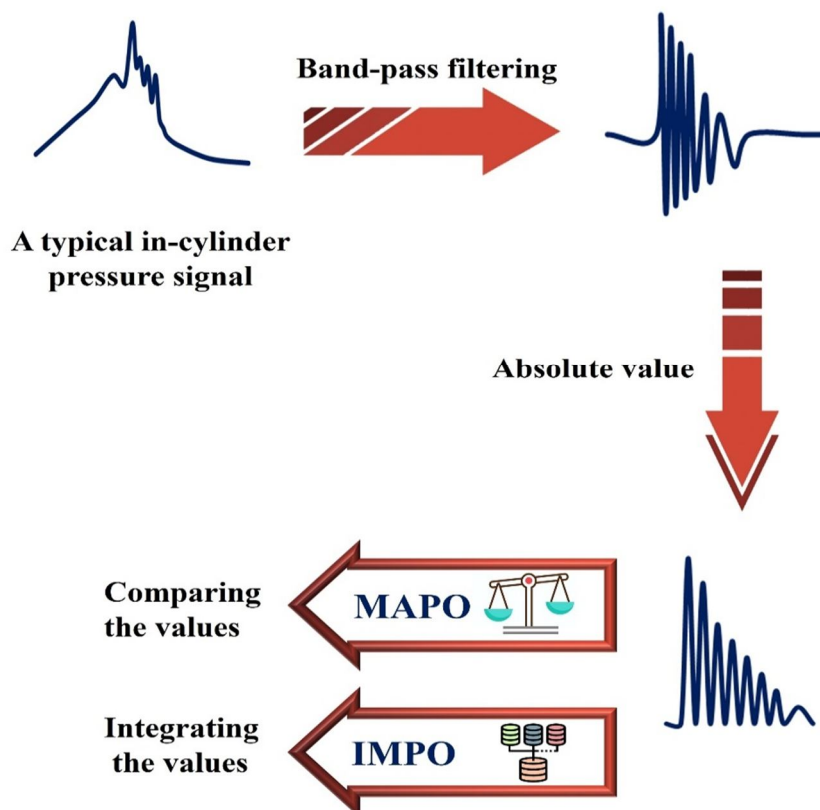 Band-pass filtering
A typical in-cylinder
pressure signal
Absolute value
Comparing
the values
MAPO
Integrating
the values
IMPO